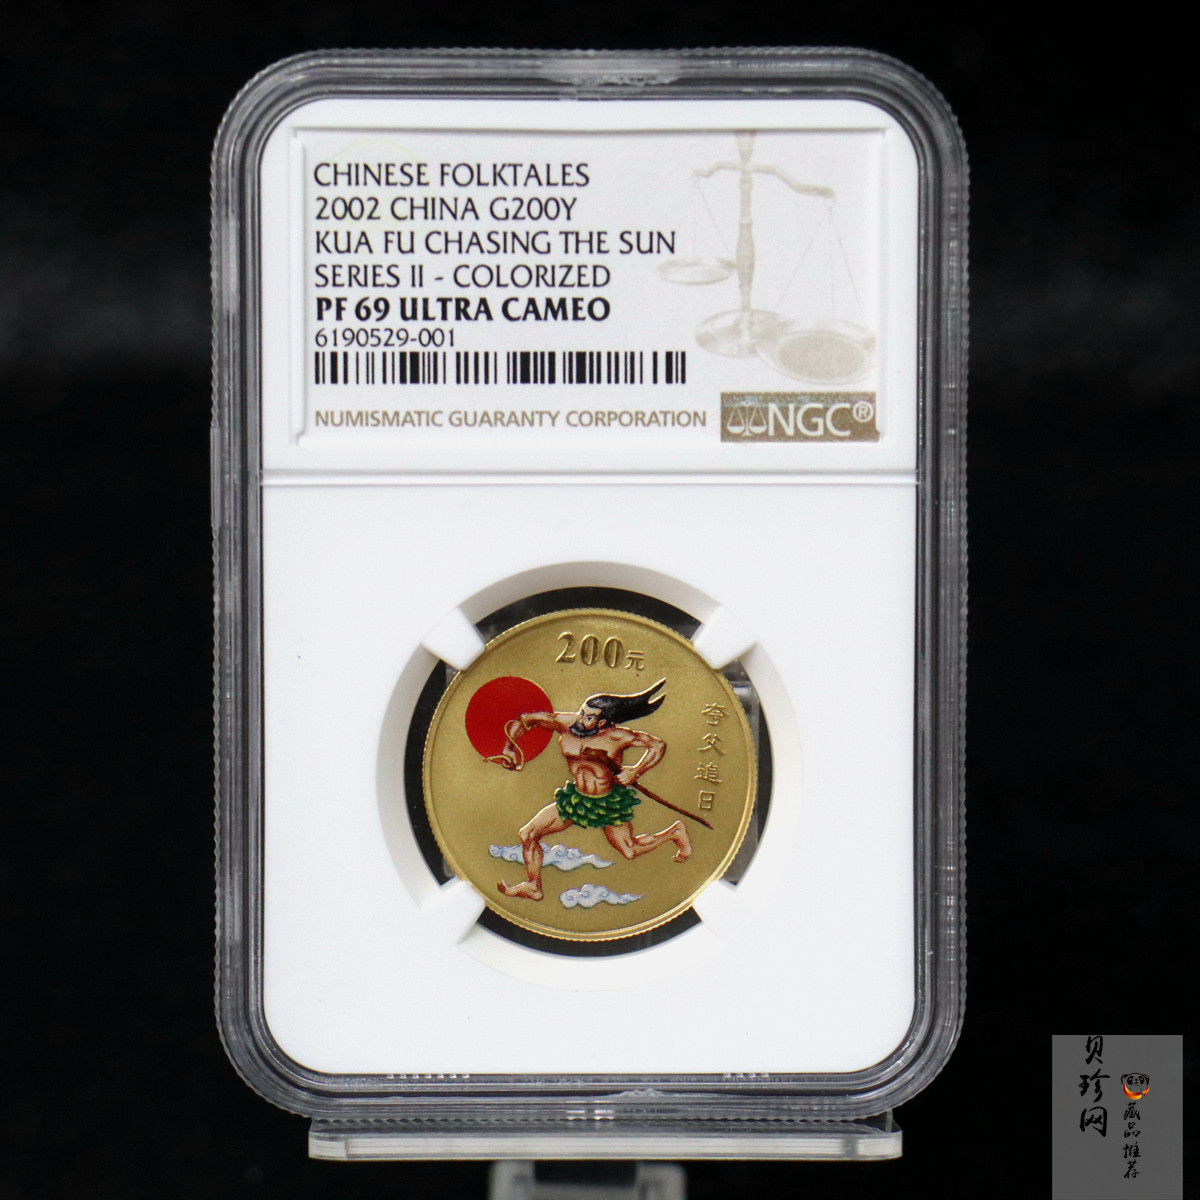 CHINESE FOLKTALES
2002 CHINA G200Y
KUA FU CHASING THE SUN
SERIES II - COLORIZED
PF 69 ULTRA CAMEO
6190529-001
NUMISMATIC GUARANTY CORPORATION
NGC®
200元
夸父追日
贝珍网
藏品推荐